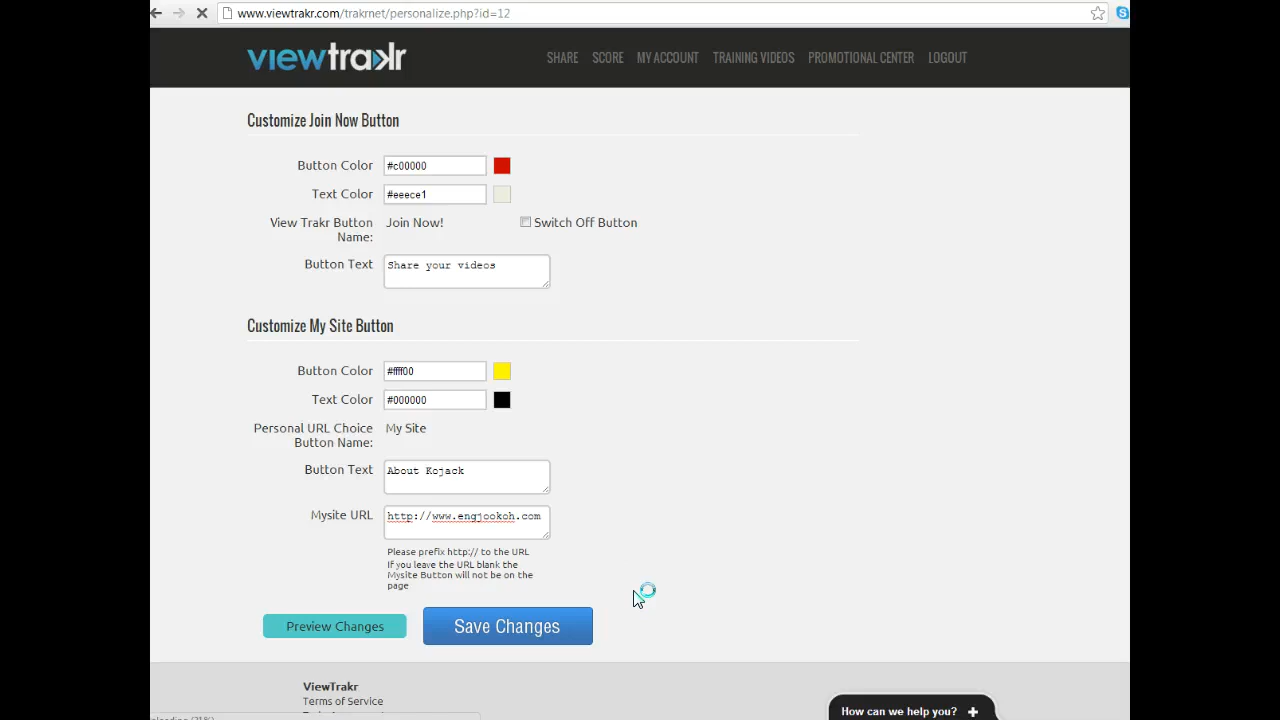 www.viewtrakr.com/trakrnet/personalize.php?id=12
viewtrakr
SHARE SCORE MY ACCOUNT TRAINING VIDEOS PROMOTIONAL CENTER LOGOUT
Customize Join Now Button
Button Color #c00000
Text Color #eeece1
View Trakr Button Name: Join Now! Switch Off Button
Button Text Share your videos
Customize My Site Button
Button Color #ffff00
Text Color #000000
Personal URL Choice Button Name: My Site
Button Text About Kojack
Mysite URL http://www.engjookoh.com
Please prefix http:// to the URL
If you leave the URL blank the
Mysite Button will not be on the
page
Preview Changes Save Changes
ViewTrakr
Terms of Service
How can we help you? +